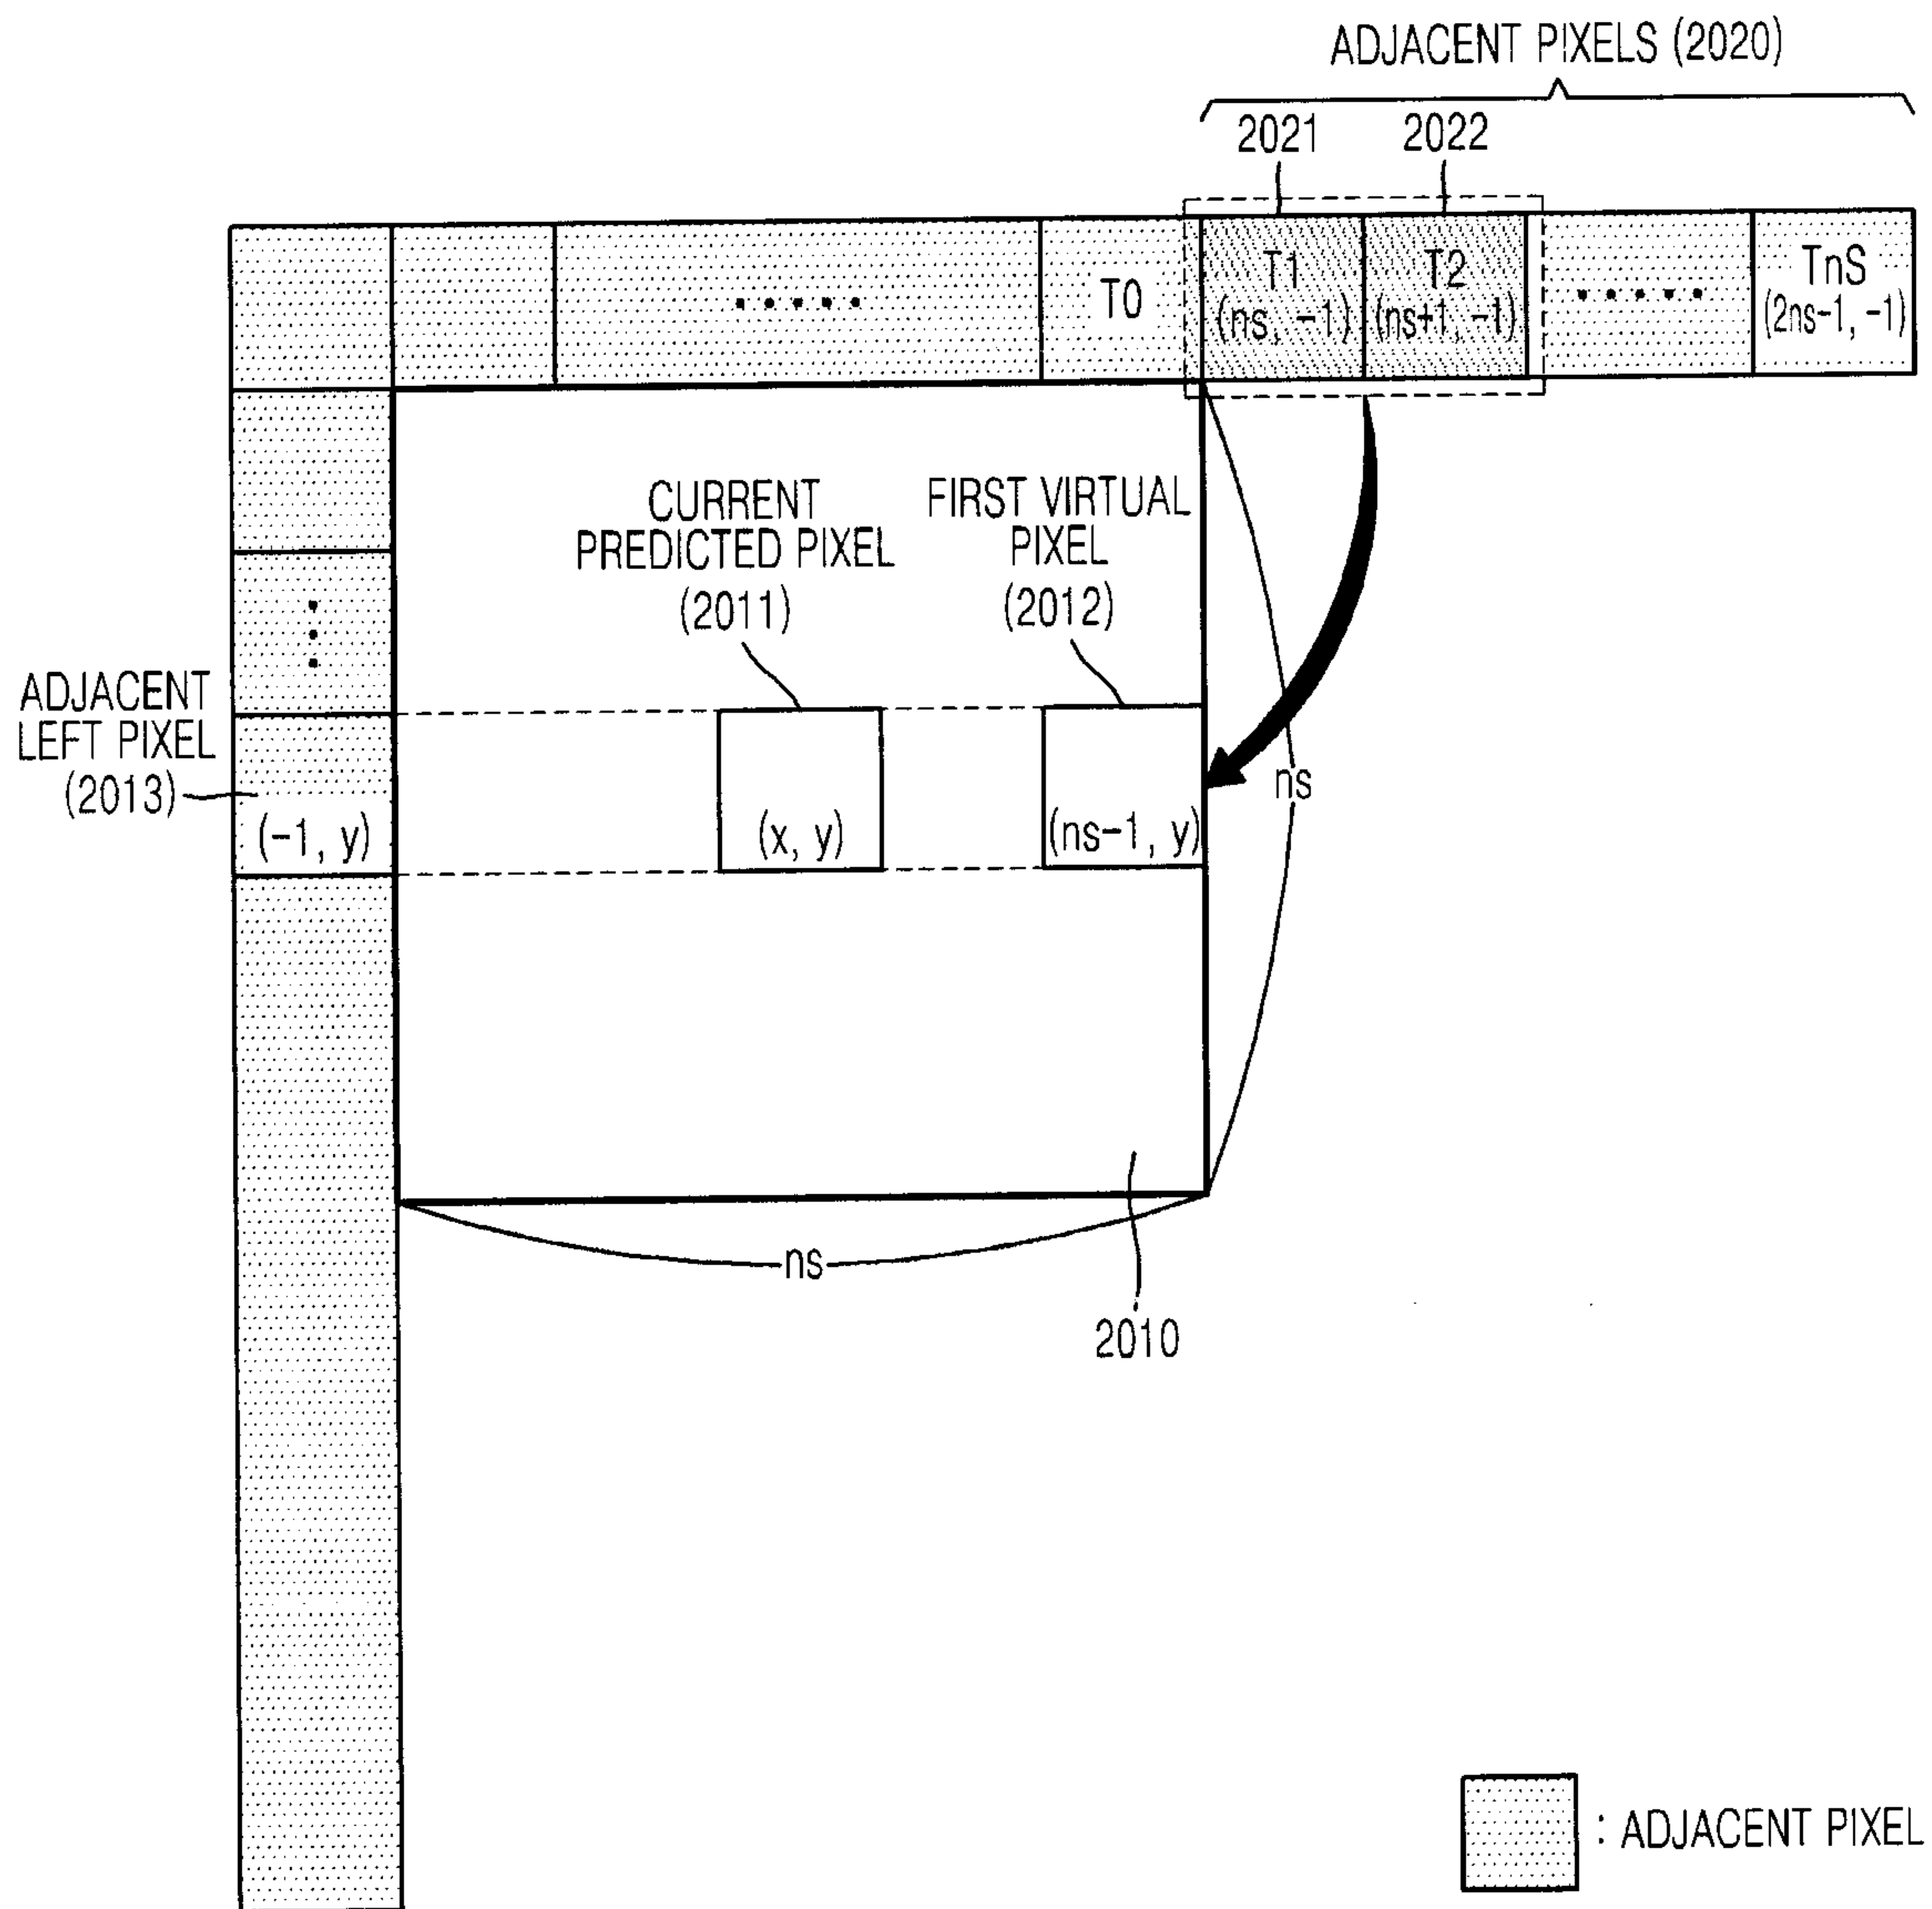 ADJACENT PIXELS (2020)
2021
2022
T0
T1
(ns, -1)
T2
(ns+1, -1)
TnS
(2ns-1, -1)
CURRENT
PREDICTED PIXEL
(2011)
FIRST VIRTUAL
PIXEL
(2012)
ADJACENT
LEFT PIXEL
(2013)
(-1, y)
(x, y)
(ns-1, y)
ns
ns
2010
: ADJACENT PIXEL